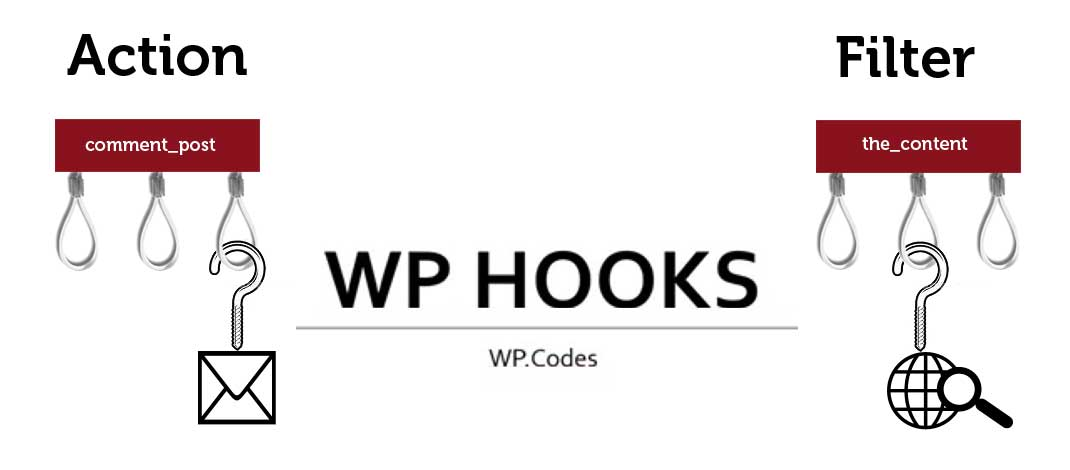 Action
Filter
comment_post
the_content
WP HOOKS
WP.Codes